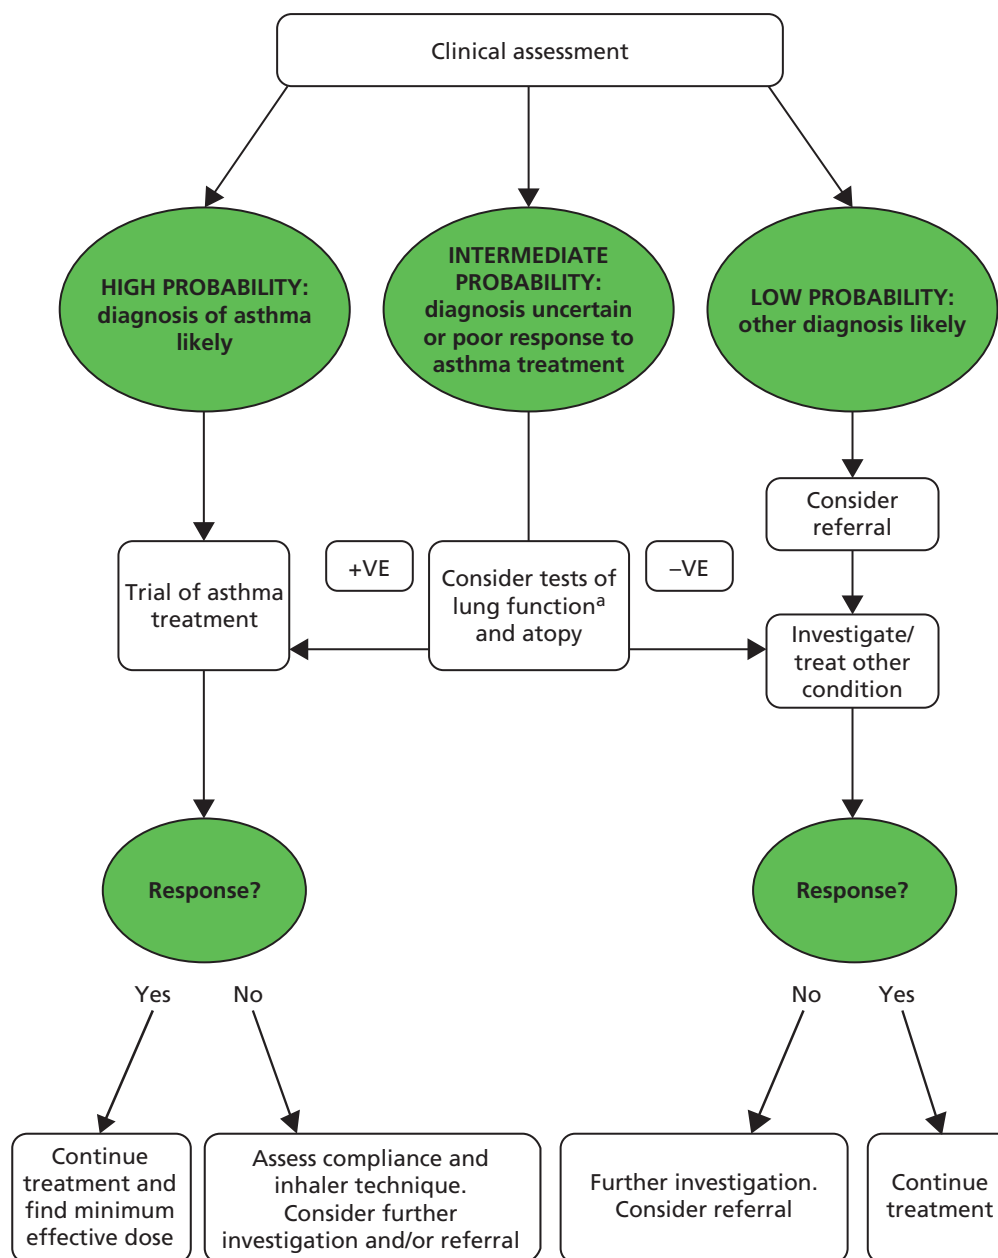 Clinical assessment
HIGH PROBABILITY:
diagnosis of asthma
likely
INTERMEDIATE
PROBABILITY:
diagnosis uncertain
or poor response to
asthma treatment
LOW PROBABILITY:
other diagnosis likely
Consider
referral
Trial of asthma
treatment
+VE
Consider tests of
lung functionᵃ
and atopy
–VE
Investigate/
treat other
condition
Response?
Response?
Yes
No
No
Yes
Continue
treatment and
find minimum
effective dose
Assess compliance and
inhaler technique.
Consider further
investigation and/or referral
Further investigation.
Consider referral
Continue
treatment